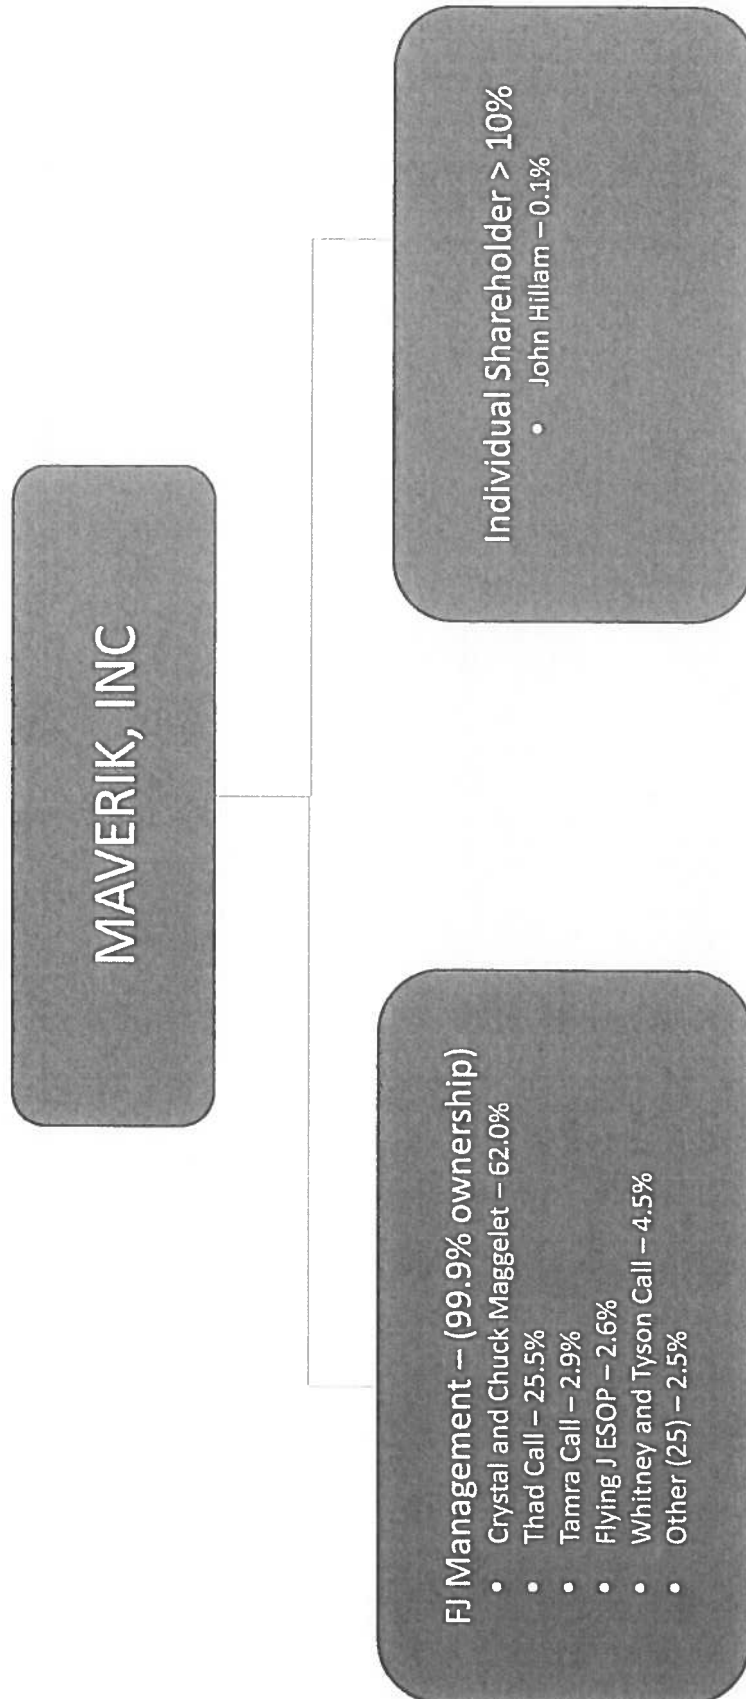 MAVERIK, INC
FJ Management – (99.9% ownership)
• Crystal and Chuck Maggelet – 62.0%
• Thad Call – 25.5%
• Tamra Call – 2.9%
• Flying J ESOP – 2.6%
• Whitney and Tyson Call – 4.5%
• Other (25) – 2.5%
Individual Shareholder > 10%
• John Hillam – 0.1%